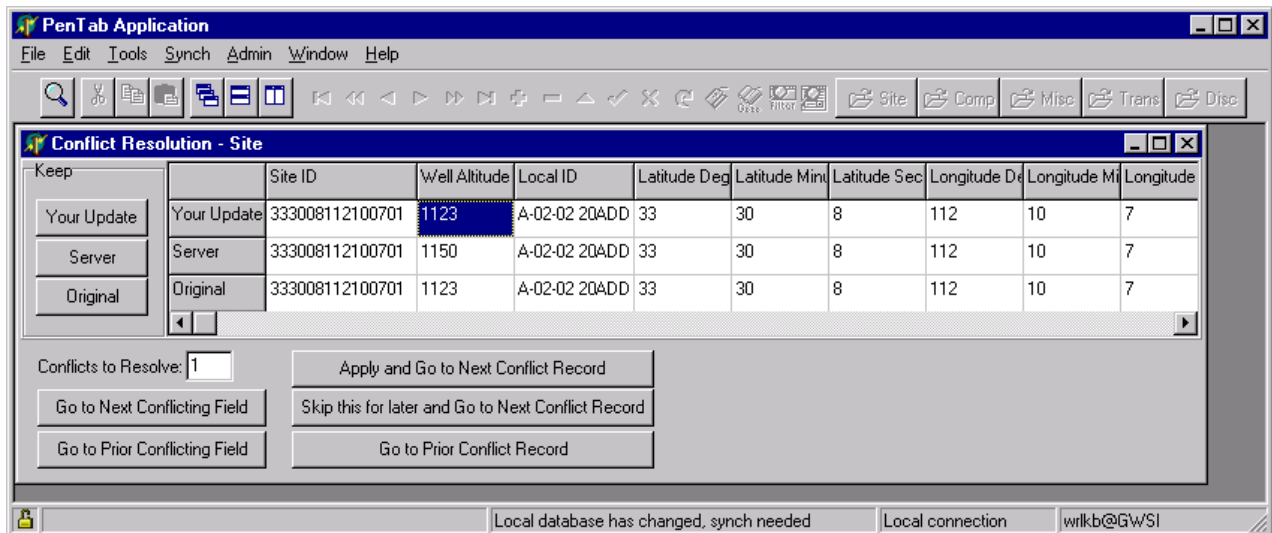 PenTab Application
File Edit Tools Synch Admin Window Help
Open Filter Site Comp Misc Trans Disc
Conflict Resolution - Site
Keep
Your Update
Server
Original
Site ID Well Altitude Local ID Latitude Deg Latitude Minu Latitude Sec Longitude De Longitude Mi Longitude
Your Update 333008112100701 1123 A-02-02 20ADD 33 30 8 112 10 7
Server 333008112100701 1150 A-02-02 20ADD 33 30 8 112 10 7
Original 333008112100701 1123 A-02-02 20ADD 33 30 8 112 10 7
Conflicts to Resolve: 1
Apply and Go to Next Conflict Record
Go to Next Conflicting Field
Skip this for later and Go to Next Conflict Record
Go to Prior Conflicting Field
Go to Prior Conflict Record
Local database has changed, synch needed Local connection wrlkb@GWSI